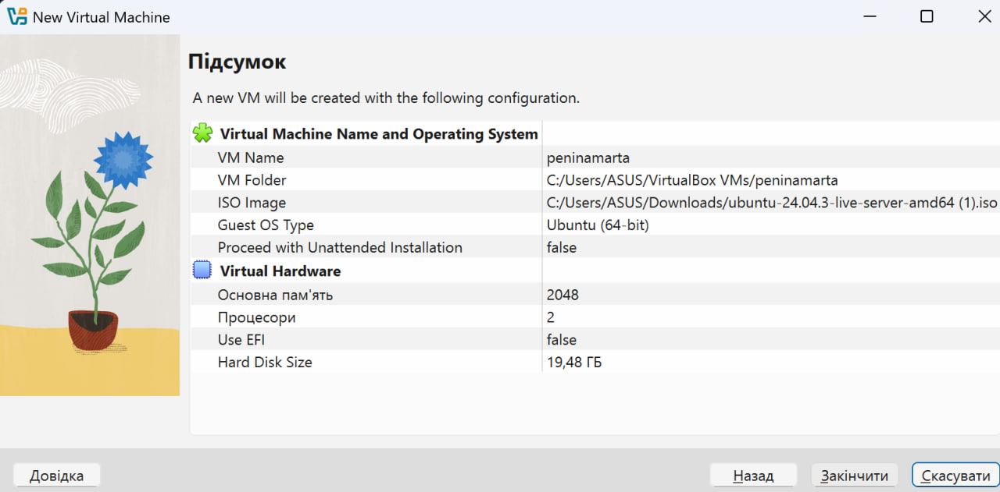 New Virtual Machine
Підсумок
A new VM will be created with the following configuration.
Virtual Machine Name and Operating System
VM Name peninamarta
VM Folder C:/Users/ASUS/VirtualBox VMs/peninamarta
ISO Image C:/Users/ASUS/Downloads/ubuntu-24.04.3-live-server-amd64 (1).iso
Guest OS Type Ubuntu (64-bit)
Proceed with Unattended Installation false
Virtual Hardware
Основна пам'ять 2048
Процесори 2
Use EFI false
Hard Disk Size 19,48 ГБ
Довідка Назад Закінчити Скасувати